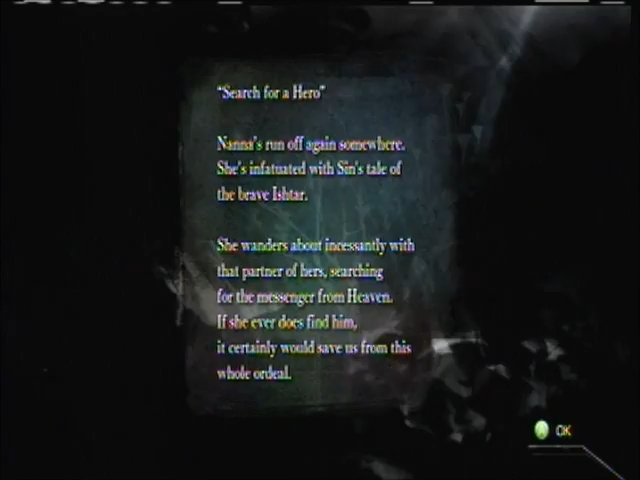 "Search for a Hero"
Nanna's run off again somewhere.
She's infatuated with Sin's tale of
the brave Ishtar.
She wanders about incessantly with
that partner of hers, searching
for the messenger from Heaven.
If she ever does find him,
it certainly would save us from this
whole ordeal.
A OK